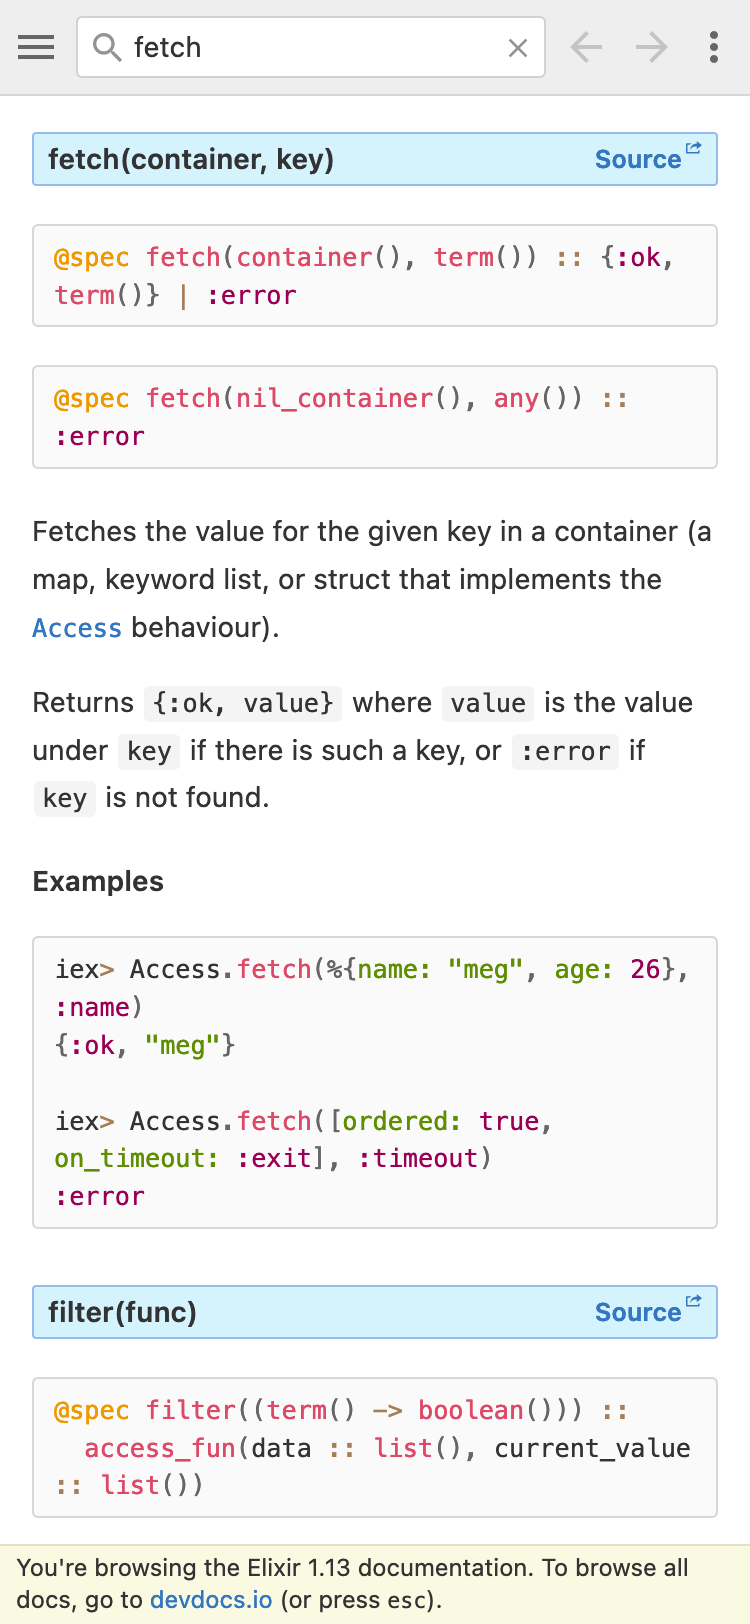 fetch
fetch(container, key) Source
@spec fetch(container(), term()) :: {:ok,
term()} | :error
@spec fetch(nil_container(), any()) ::
:error
Fetches the value for the given key in a container (a
map, keyword list, or struct that implements the
Access behaviour).
Returns {:ok, value} where value is the value
under key if there is such a key, or :error if
key is not found.
Examples
iex> Access.fetch(%{name: "meg", age: 26},
:name)
{:ok, "meg"}
iex> Access.fetch([ordered: true,
on_timeout: :exit], :timeout)
:error
filter(func) Source
@spec filter((term() -> boolean())) ::
  access_fun(data :: list(), current_value
:: list())
You're browsing the Elixir 1.13 documentation. To browse all
docs, go to devdocs.io (or press esc).